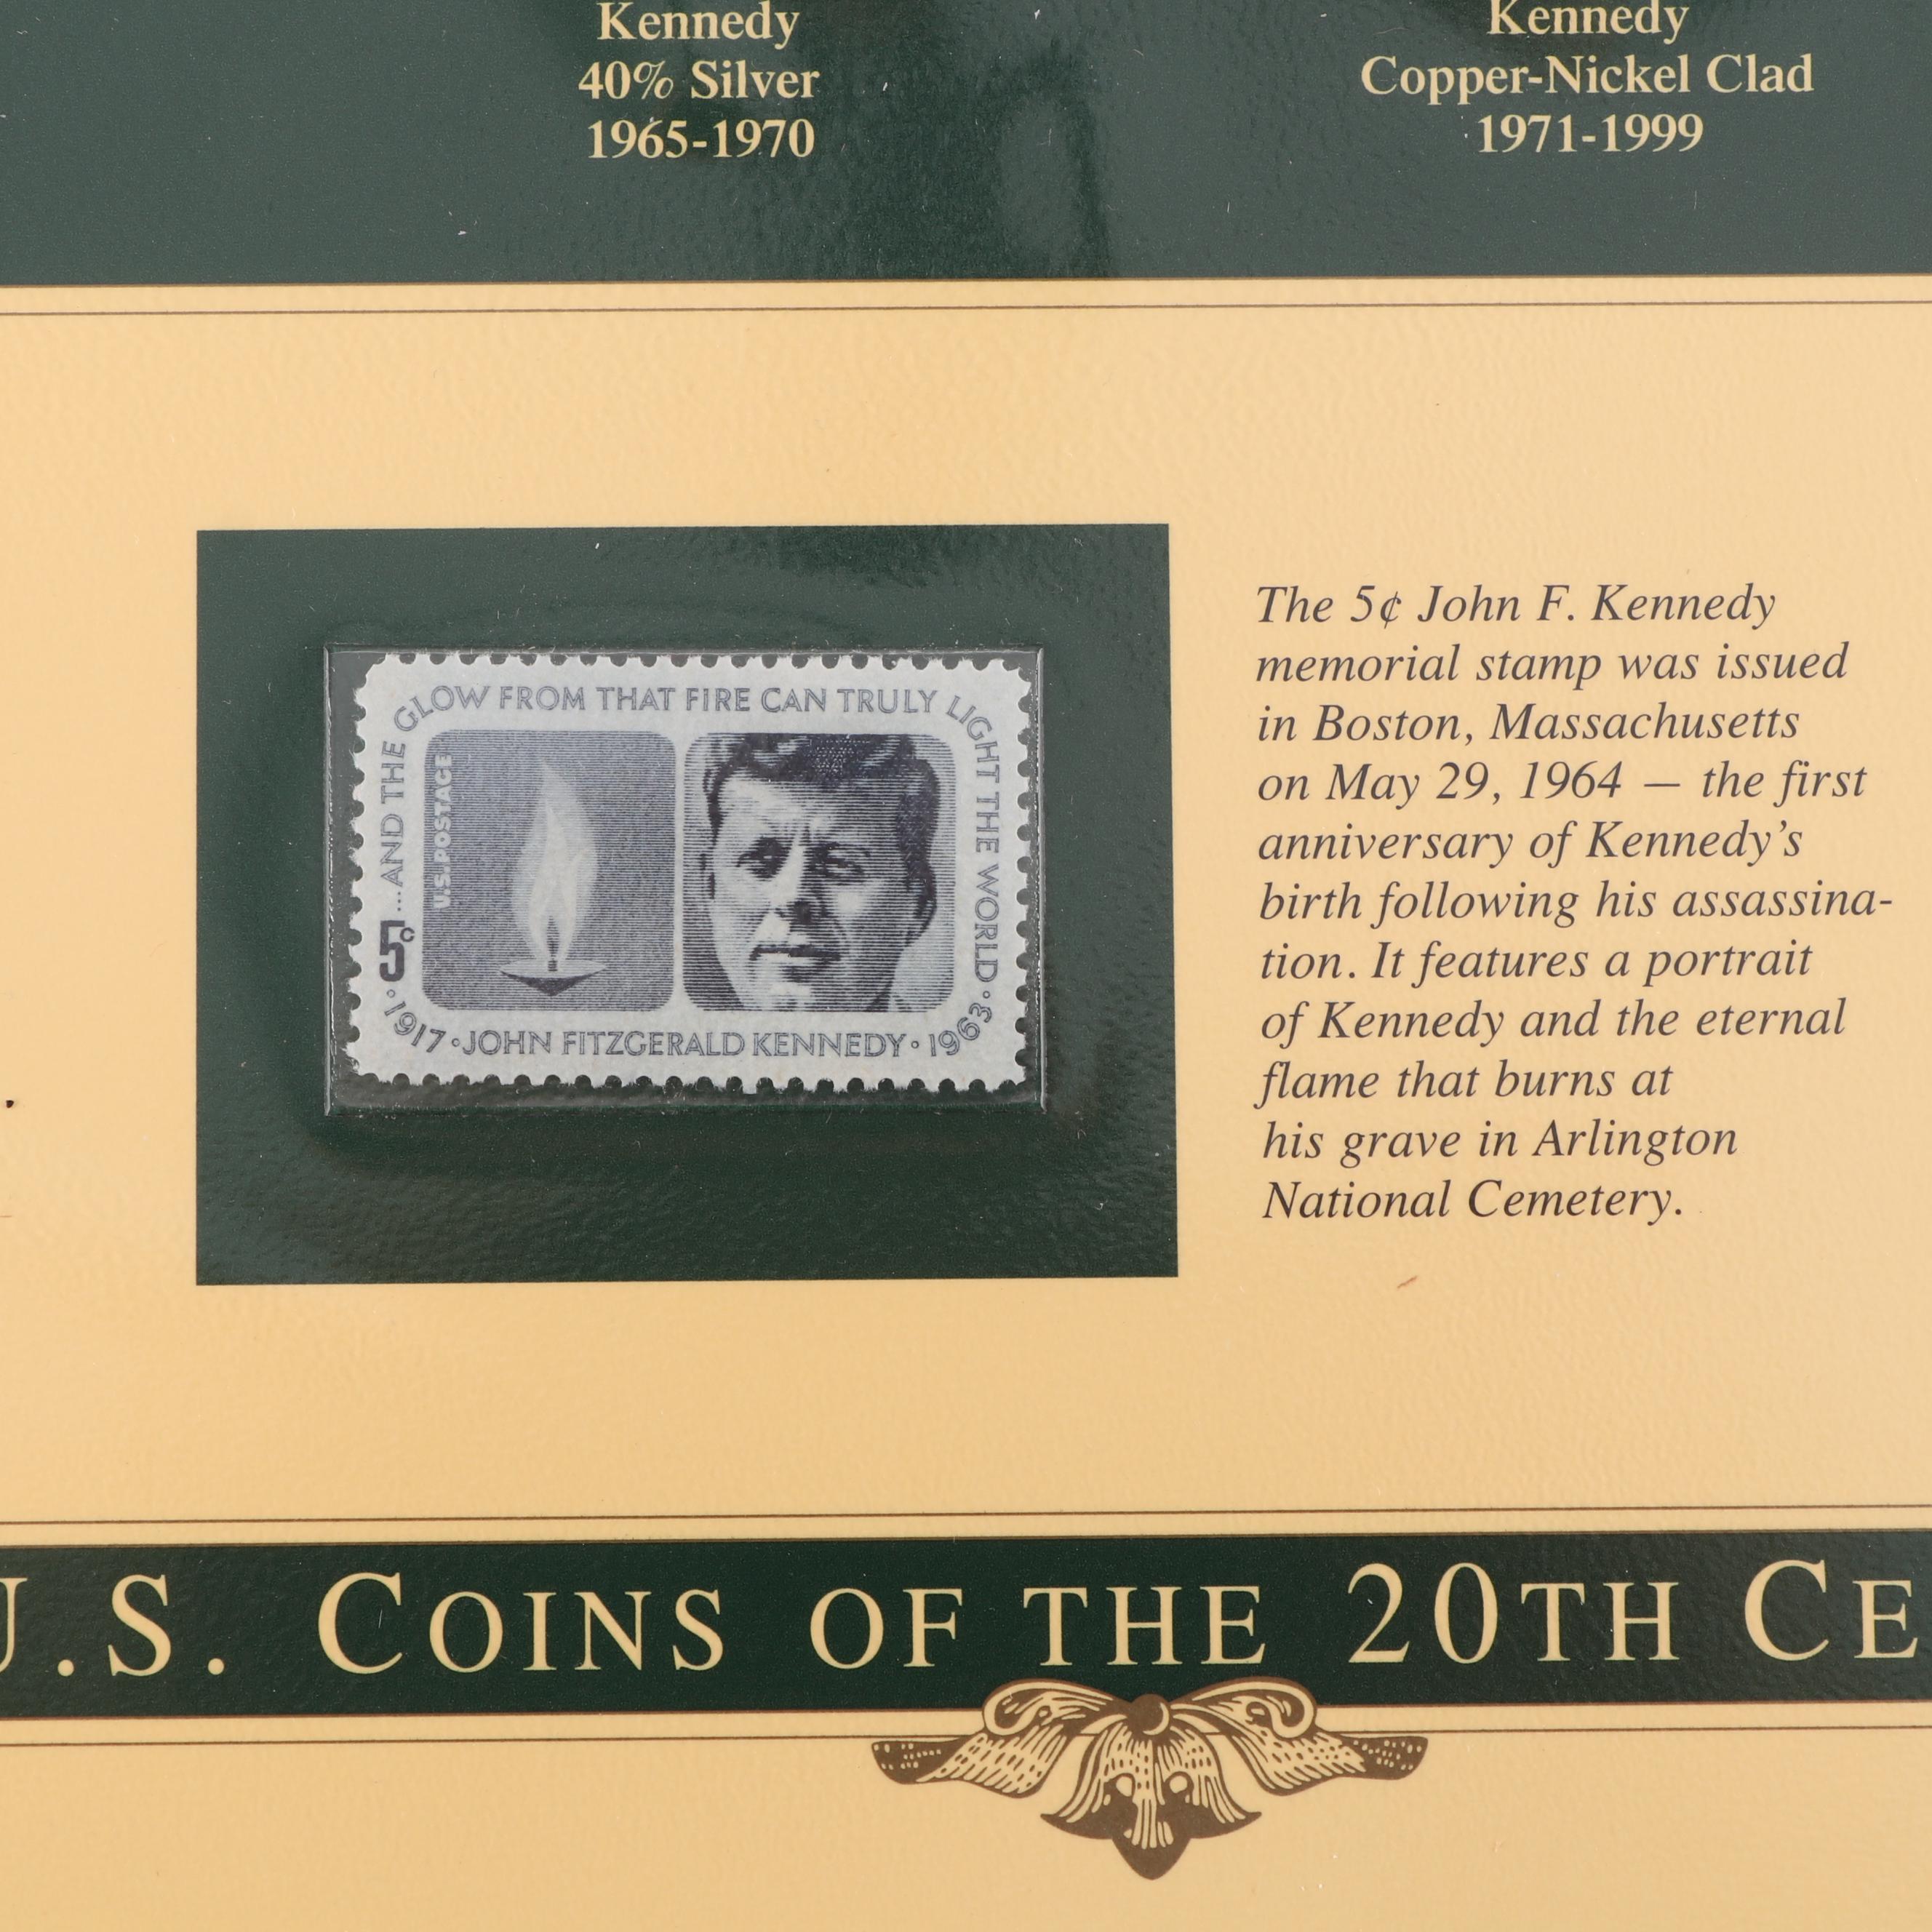 Kennedy
40% Silver
1965-1970
Kennedy
Copper-Nickel Clad
1971-1999
...AND THE GLOW FROM THAT FIRE CAN TRULY LIGHT THE WORLD
U.S. POSTAGE
5c
1917 • JOHN FITZGERALD KENNEDY • 1963
The 5¢ John F. Kennedy
memorial stamp was issued
in Boston, Massachusetts
on May 29, 1964 — the first
anniversary of Kennedy's
birth following his assassina-
tion. It features a portrait
of Kennedy and the eternal
flame that burns at
his grave in Arlington
National Cemetery.
U.S. COINS OF THE 20TH CE